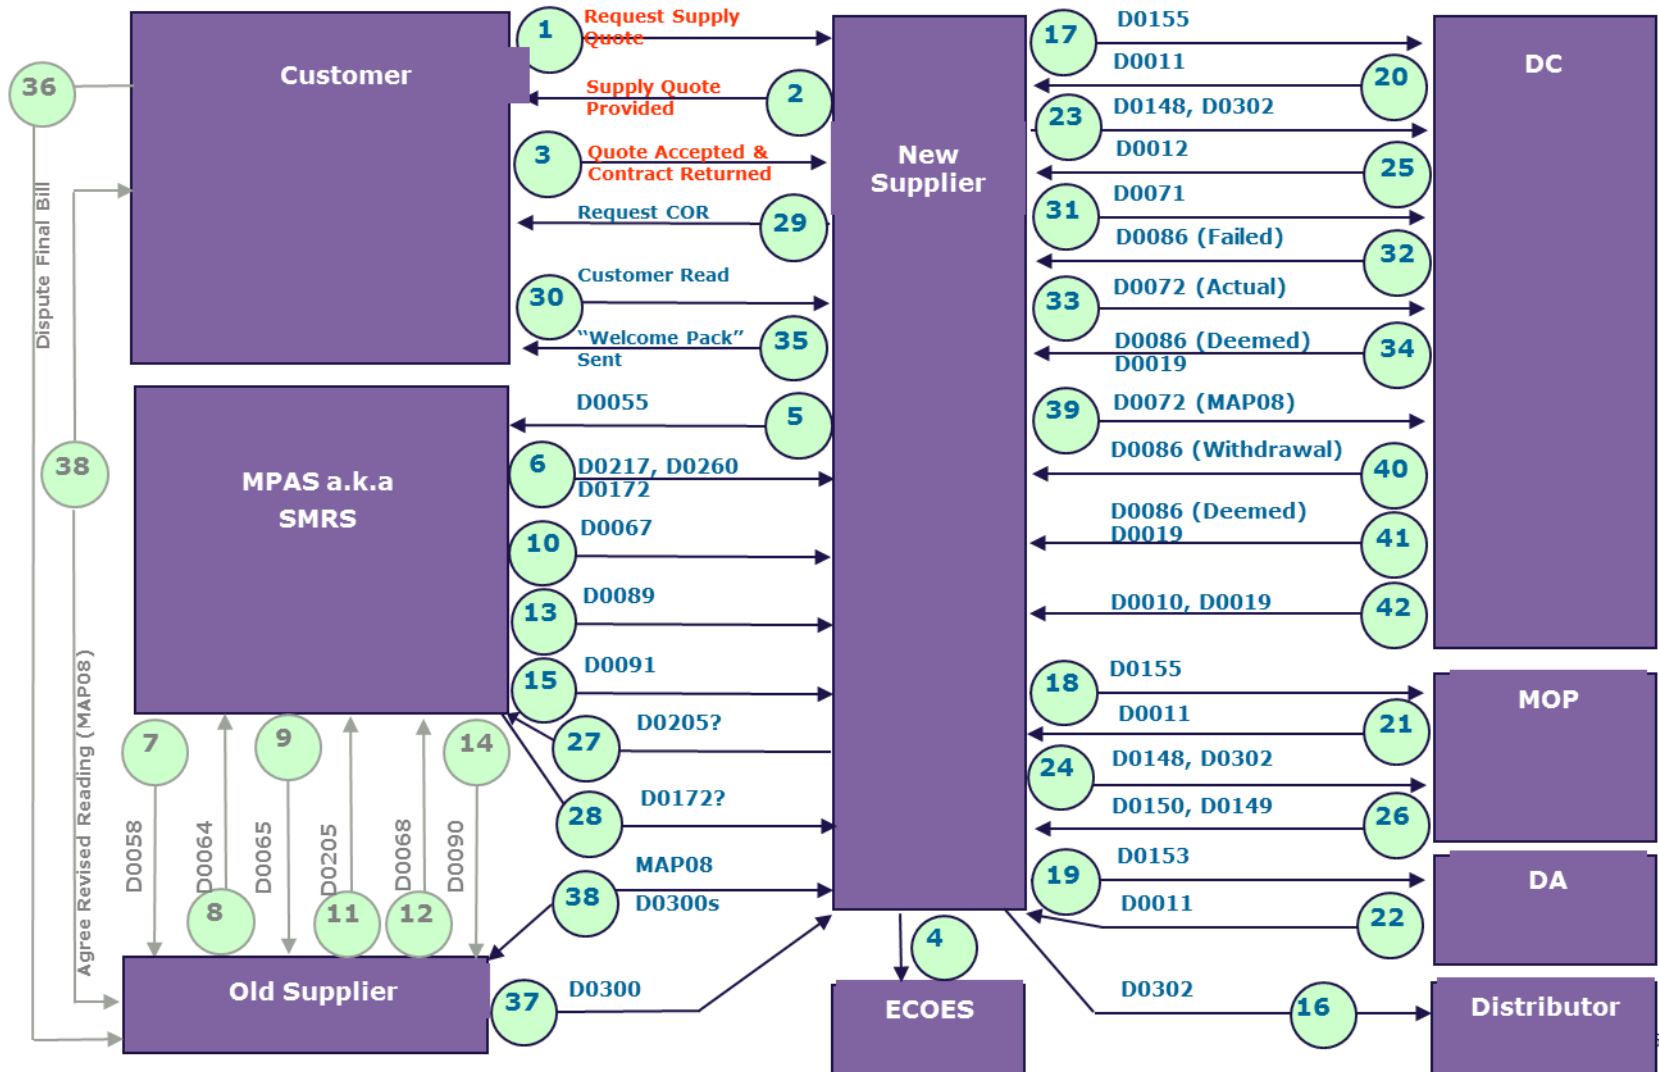 Customer
36
Dispute Final Bill
38
Agree Revised Reading (MAP08)
1
Request Supply
Quote
2
Supply Quote
Provided
3
Quote Accepted &
Contract Returned
29
Request COR
30
Customer Read
35
“Welcome Pack”
Sent
MPAS a.k.a
SMRS
5
D0055
6
D0217, D0260
D0172
10
D0067
13
D0089
15
D0091
27
D0205?
28
D0172?
38
MAP08
D0300s
37
D0300
7
D0058
8
D0064
9
D0065
11
D0205
12
D0068
14
D0090
Old Supplier
New
Supplier
4
ECOES
17
D0155
20
D0011
23
D0148, D0302
25
D0012
31
D0071
32
D0086 (Failed)
33
D0072 (Actual)
34
D0086 (Deemed)
D0019
39
D0072 (MAP08)
40
D0086 (Withdrawal)
41
D0086 (Deemed)
D0019
42
D0010, D0019
DC
18
D0155
21
D0011
24
D0148, D0302
26
D0150, D0149
MOP
19
D0153
22
D0011
DA
16
D0302
Distributor